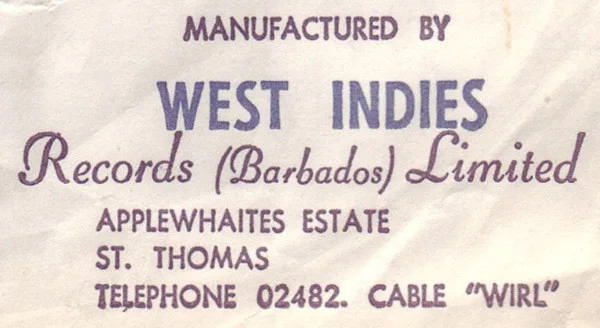 MANUFACTURED BY
WEST INDIES
Records (Barbados) Limited
APPLEWHAITES ESTATE
ST. THOMAS
TELEPHONE 02482. CABLE "WIRL"